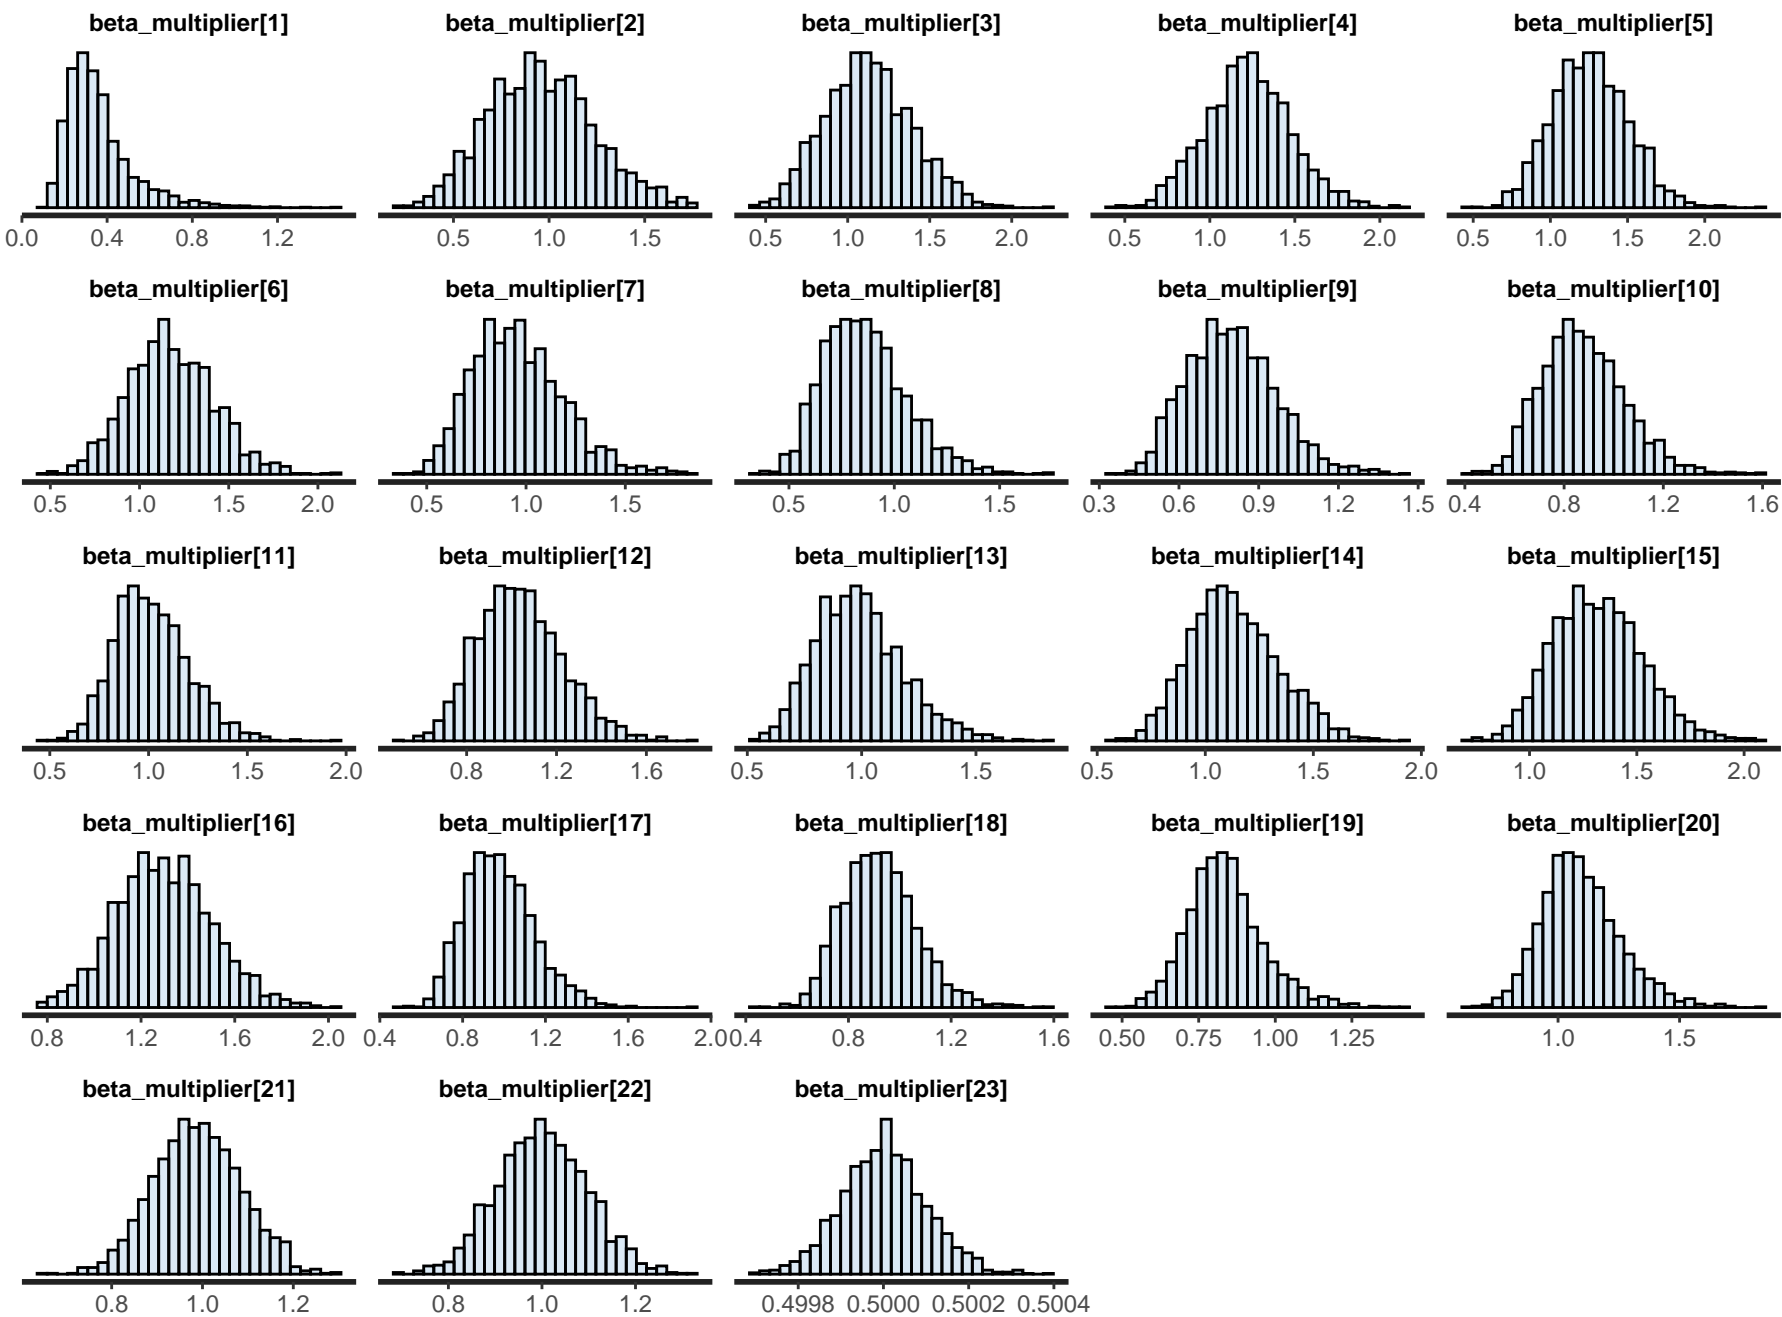 beta_multiplier[1] beta_multiplier[2] beta_multiplier[3] beta_multiplier[4] beta_multiplier[5]
0.0 0.4 0.8 1.2 0.5 1.0 1.5 0.5 1.0 1.5 2.0 0.5 1.0 1.5 2.0 0.5 1.0 1.5 2.0
beta_multiplier[6] beta_multiplier[7] beta_multiplier[8] beta_multiplier[9] beta_multiplier[10]
0.5 1.0 1.5 2.0 0.5 1.0 1.5 0.5 1.0 1.5 0.3 0.6 0.9 1.2 1.5 0.4 0.8 1.2 1.6
beta_multiplier[11] beta_multiplier[12] beta_multiplier[13] beta_multiplier[14] beta_multiplier[15]
0.5 1.0 1.5 2.0 0.8 1.2 1.6 0.5 1.0 1.5 0.5 1.0 1.5 2.0 1.0 1.5 2.0
beta_multiplier[16] beta_multiplier[17] beta_multiplier[18] beta_multiplier[19] beta_multiplier[20]
0.8 1.2 1.6 2.0 0.4 0.8 1.2 1.6 2.0 0.4 0.8 1.2 1.6 0.50 0.75 1.00 1.25 1.0 1.5
beta_multiplier[21] beta_multiplier[22] beta_multiplier[23]
0.8 1.0 1.2 0.8 1.0 1.2 0.4998 0.5000 0.5002 0.5004